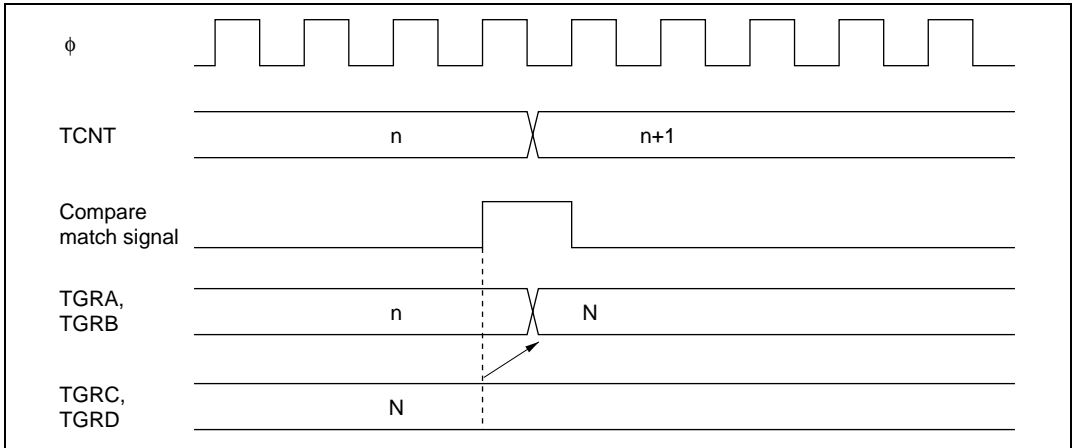 ϕ
TCNT
n
n+1
Compare
match signal
TGRA,
TGRB
n
N
TGRC,
TGRD
N